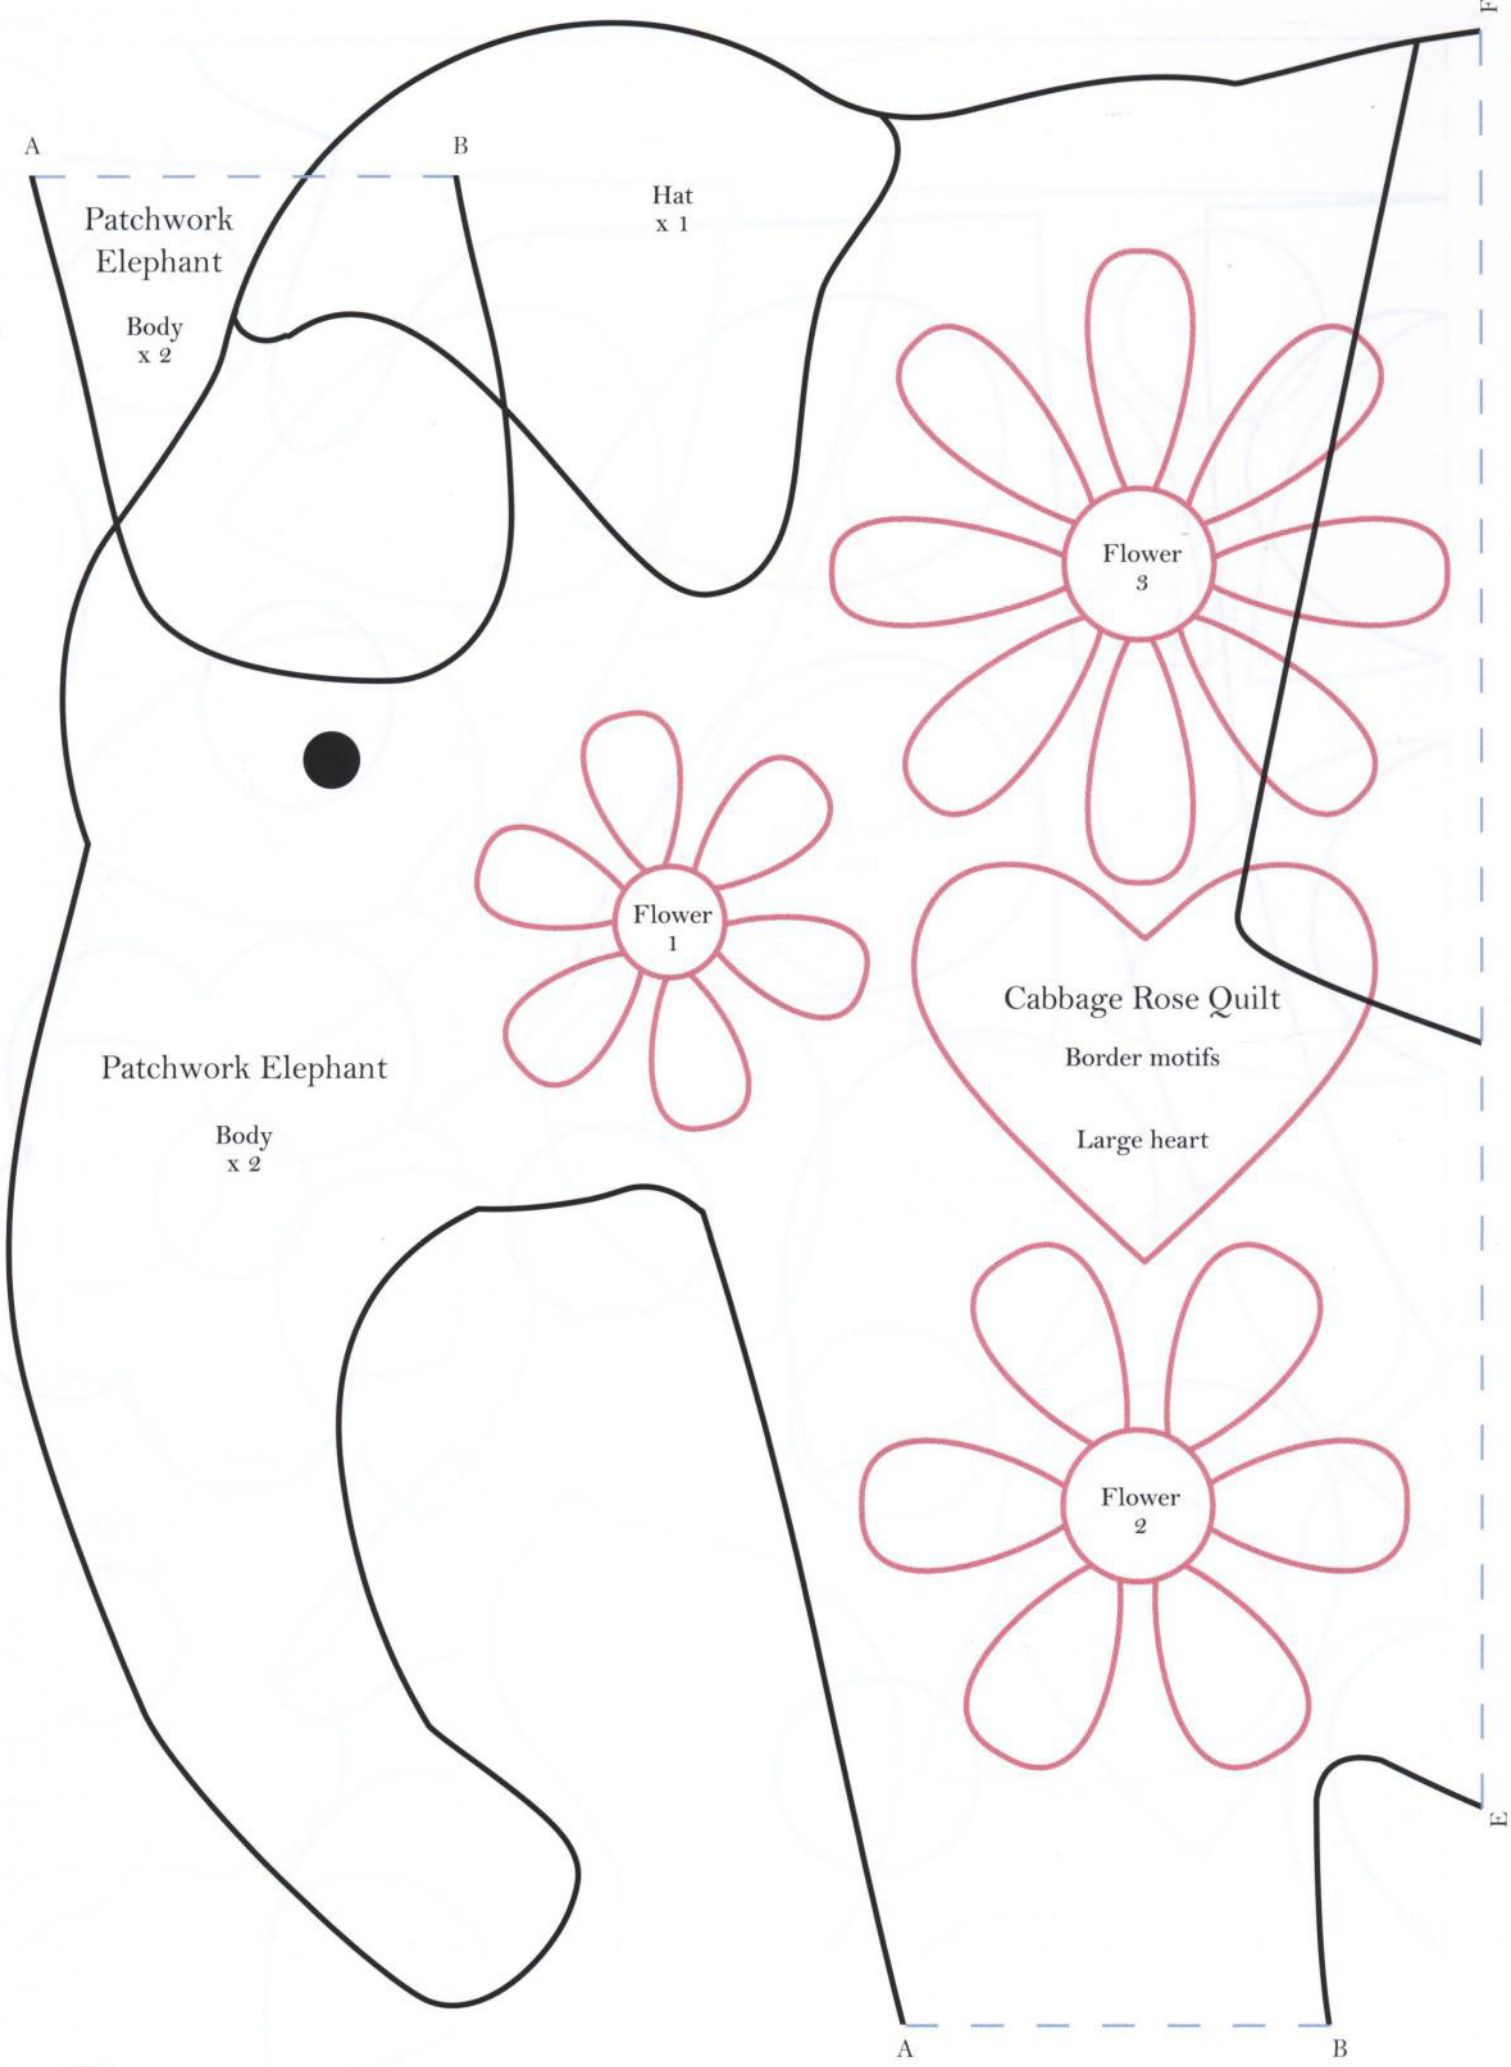 F
A
B
Patchwork
Elephant
Body
x 2
Hat
x 1
Flower
3
Flower
1
Cabbage Rose Quilt
Border motifs
Large heart
Patchwork Elephant
Body
x 2
Flower
2
E
A
B